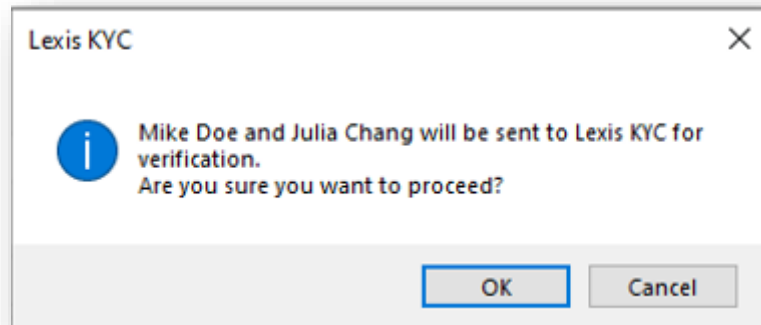 Lexis KYC
Mike Doe and Julia Chang will be sent to Lexis KYC for
verification.
Are you sure you want to proceed?
OK
Cancel